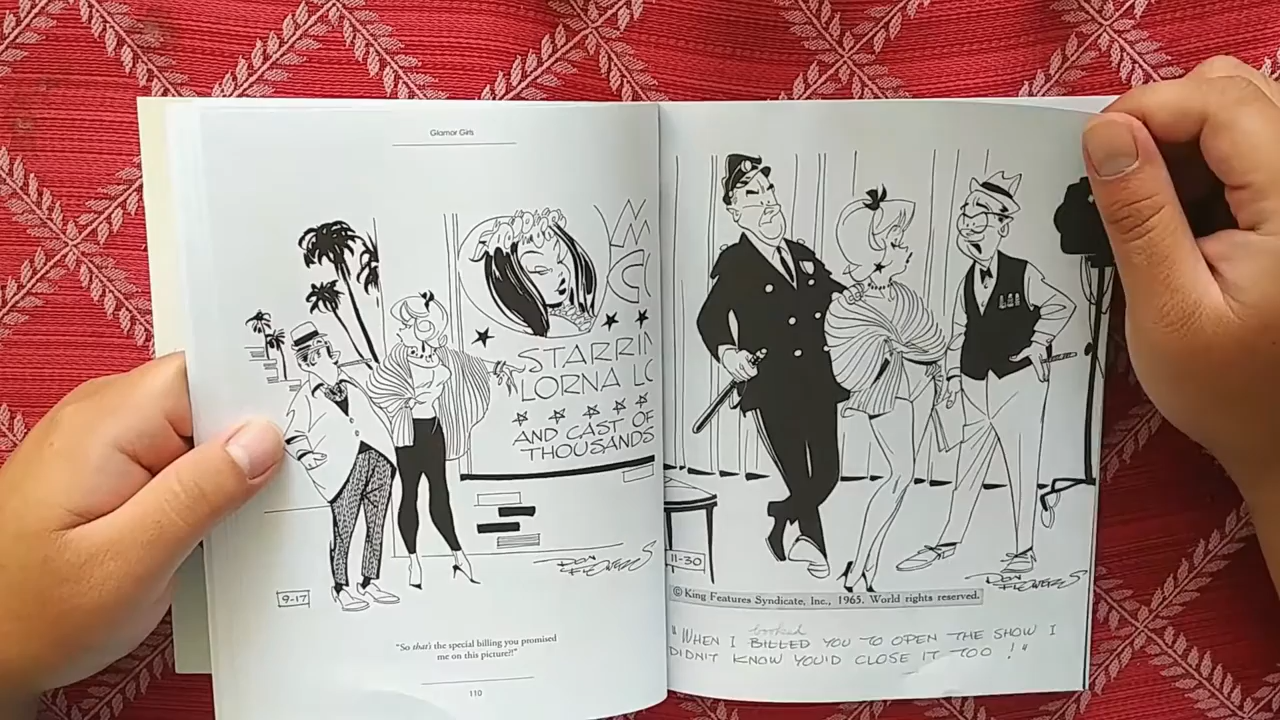 Glamor Girls
STARRIN
LORNA LO
AND CAST OF
THOUSANDS
DON
FLOWERS
9-17
"So that's the special billing you promised
me on this picture?!"
110
DON
FLOWERS
11-30
© King Features Syndicate, Inc., 1965. World rights reserved.
booked
"WHEN I BILLED YOU TO OPEN THE SHOW I
DIDN'T KNOW YOU'D CLOSE IT TOO!"